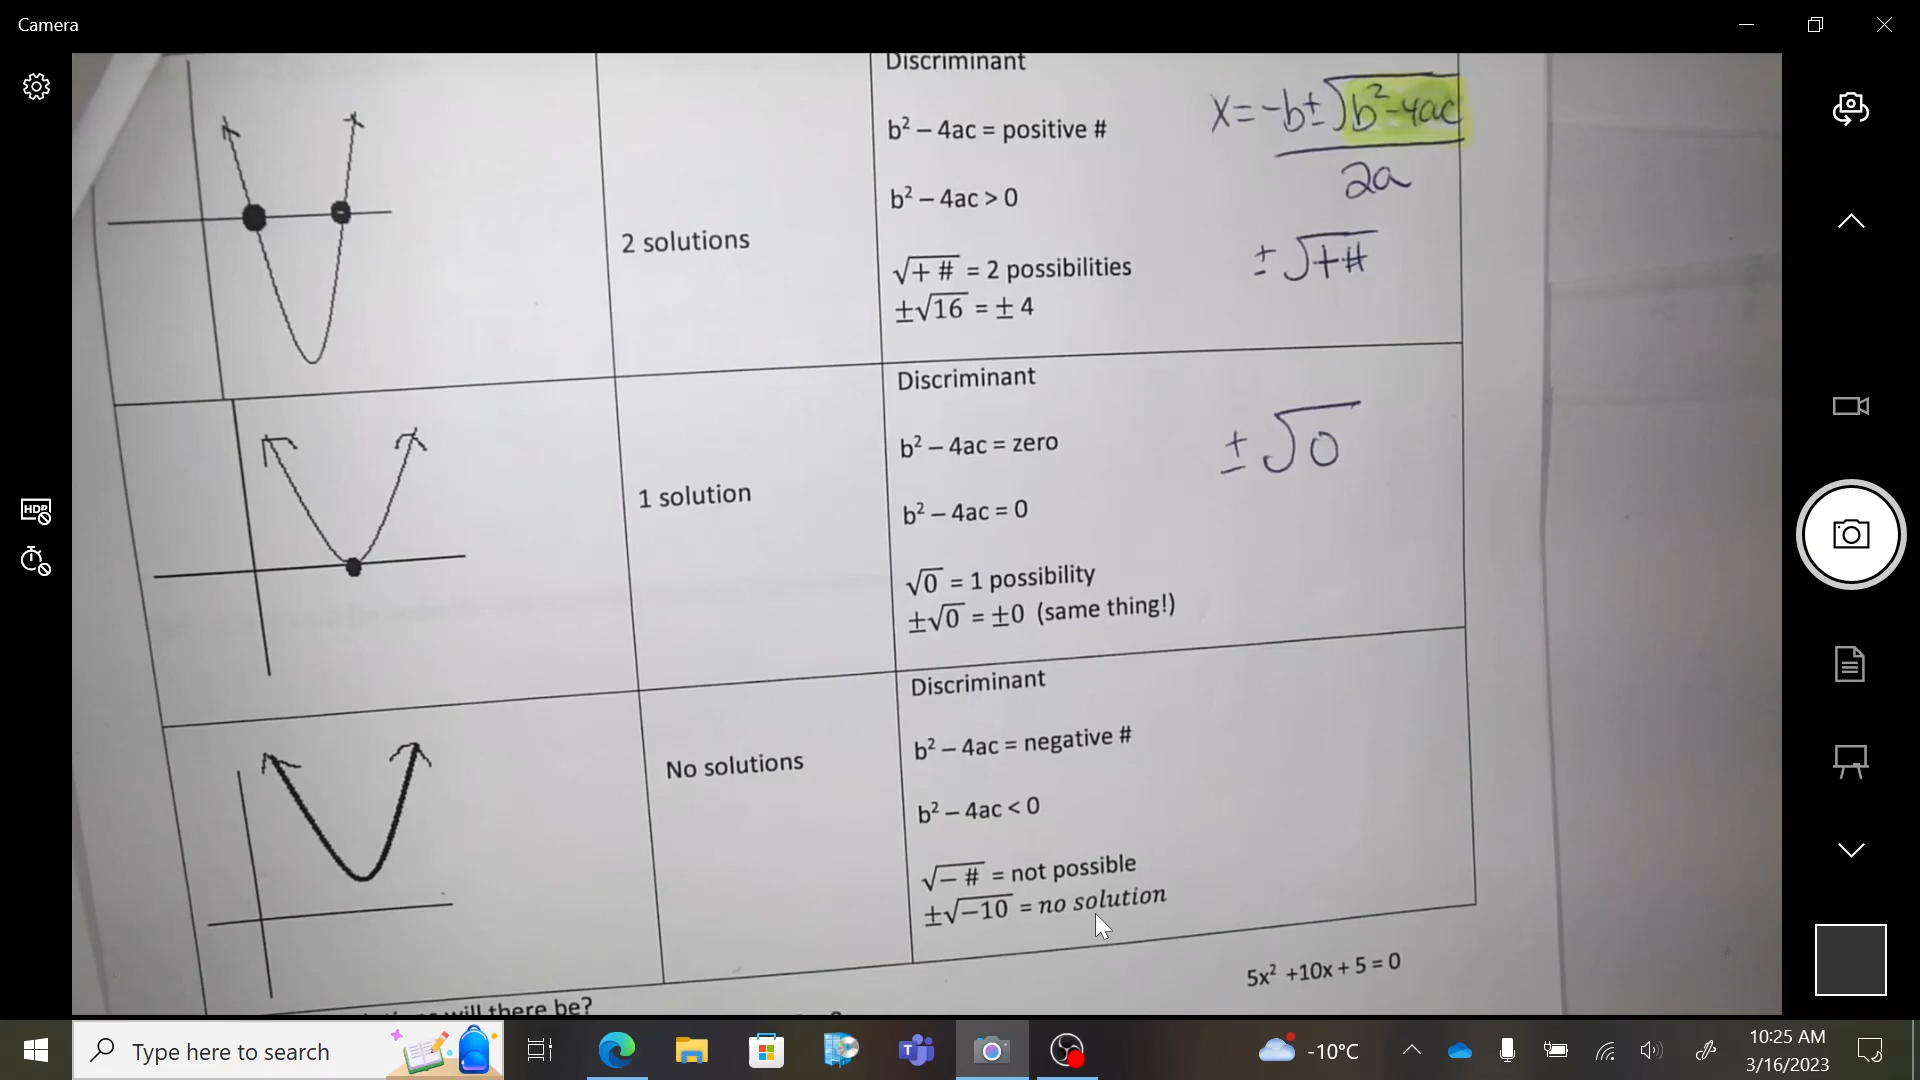 Camera
Discriminant
b² – 4ac = positive #
b² – 4ac > 0
2 solutions
√+ # = 2 possibilities
±√16 = ± 4
X = -b ± √b²-4ac
2a
± √+#
Discriminant
b² – 4ac = zero
1 solution
b² – 4ac = 0
√0 = 1 possibility
±√0 = ±0 (same thing!)
± √0
Discriminant
b² – 4ac = negative #
No solutions
b² – 4ac < 0
√– # = not possible
±√−10 = no solution
5x² +10x + 5 = 0
will there be?
HDR
Type here to search
-10°C
10:25 AM
3/16/2023